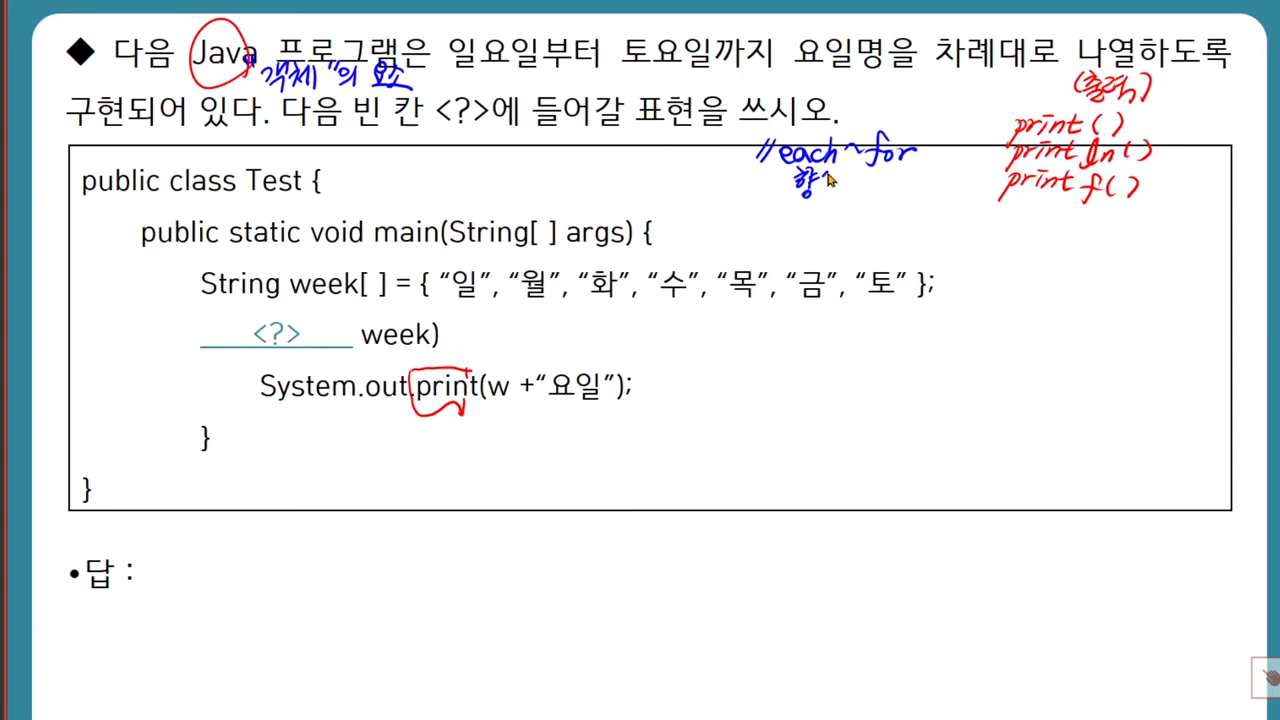 ◆ 다음 Java 프로그램은 일요일부터 토요일까지 요일명을 차례대로 나열하도록
"객체"의 요소
(출력)
구현되어 있다. 다음 빈 칸 <?>에 들어갈 표현을 쓰시오.
print()
println()
printf()
//each~for
향
public class Test {
public static void main(String[ ] args) {
String week[ ] = { “일”, “월”, “화”, “수”, “목”, “금”, “토” };
<?> week)
System.out.print(w +“요일”);
}
}
•답 :